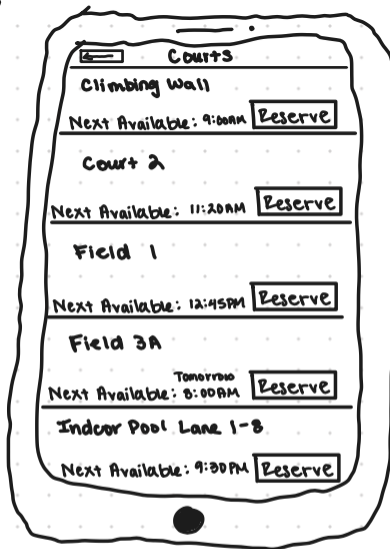 Courts
Climbing Wall
Next Available: 9:00AM Reserve
Court 2
Next Available: 11:20AM Reserve
Field 1
Next Available: 12:45PM Reserve
Field 3A
Tomorrow
Next Available: 8:00AM Reserve
Indoor Pool Lane 1-8
Next Available: 9:30PM Reserve